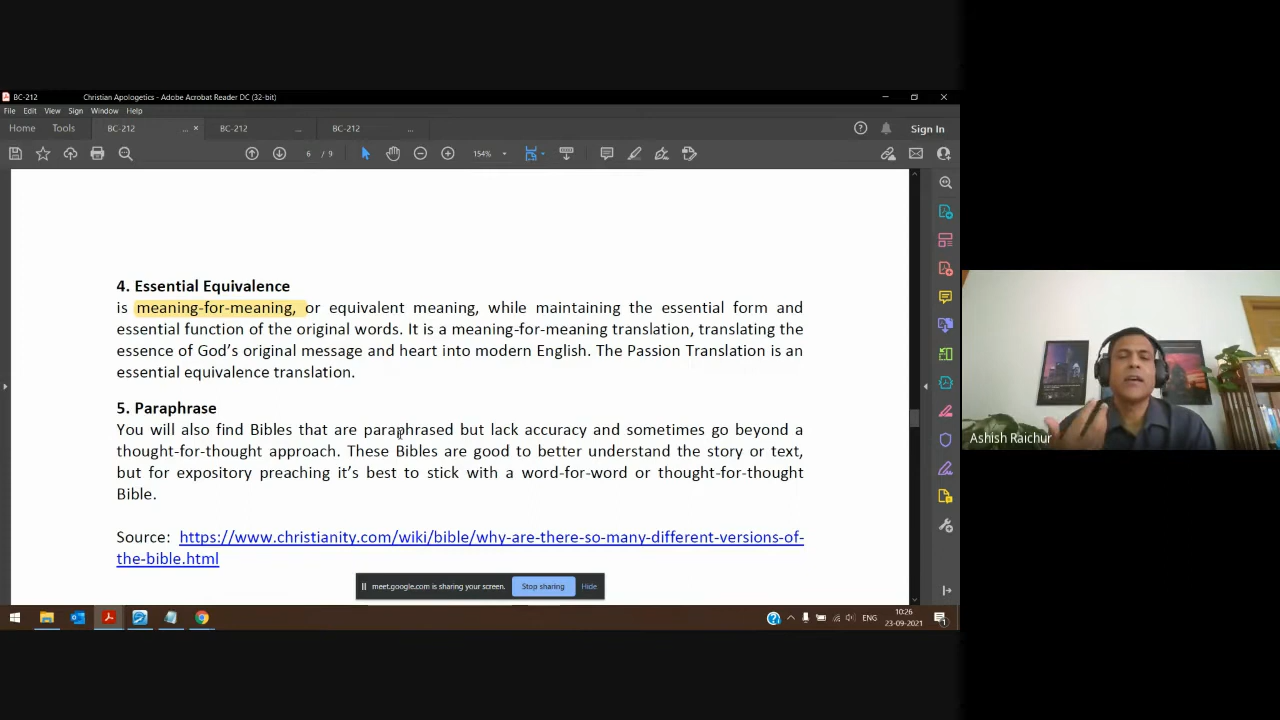 BC-212 Christian Apologetics - Adobe Acrobat Reader DC (32-bit)
File Edit View Sign Window Help
Home Tools BC-212 ... × BC-212 ... BC-212 ...
Sign In
6 / 9 154%
4. Essential Equivalence
is meaning-for-meaning, or equivalent meaning, while maintaining the essential form and
essential function of the original words. It is a meaning-for-meaning translation, translating the
essence of God's original message and heart into modern English. The Passion Translation is an
essential equivalence translation.
5. Paraphrase
You will also find Bibles that are paraphrased but lack accuracy and sometimes go beyond a
thought-for-thought approach. These Bibles are good to better understand the story or text,
but for expository preaching it's best to stick with a word-for-word or thought-for-thought
Bible.
Source: https://www.christianity.com/wiki/bible/why-are-there-so-many-different-versions-of-
the-bible.html
meet.google.com is sharing your screen. Stop sharing Hide
Ashish Raichur
ENG
10:26
23-09-2021